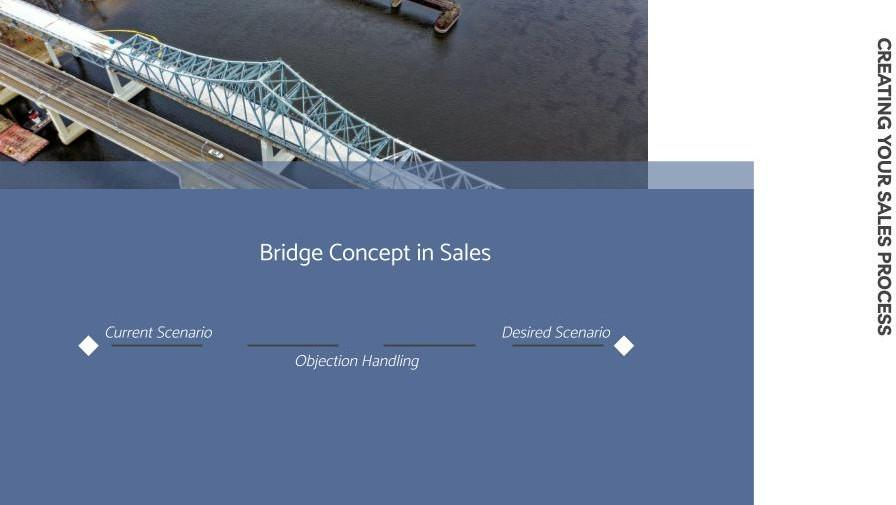 CREATING YOUR SALES PROCESS
Bridge Concept in Sales
Current Scenario
Desired Scenario
Objection Handling